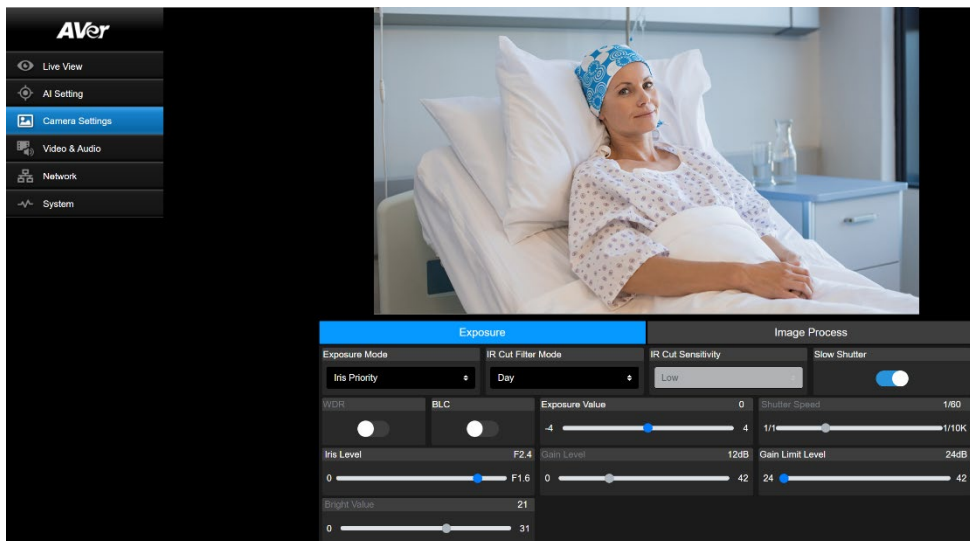 AVer
Live View
AI Setting
Camera Settings
Video & Audio
Network
System
Exposure Image Process
Exposure Mode IR Cut Filter Mode IR Cut Sensitivity Slow Shutter
Iris Priority Day Low
WDR BLC Exposure Value 0 Shutter Speed 1/60
-4 4 1/1 1/10K
Iris Level F2.4 Gain Level 12dB Gain Limit Level 24dB
0 F1.6 0 42 24 42
Bright Value 21
0 31